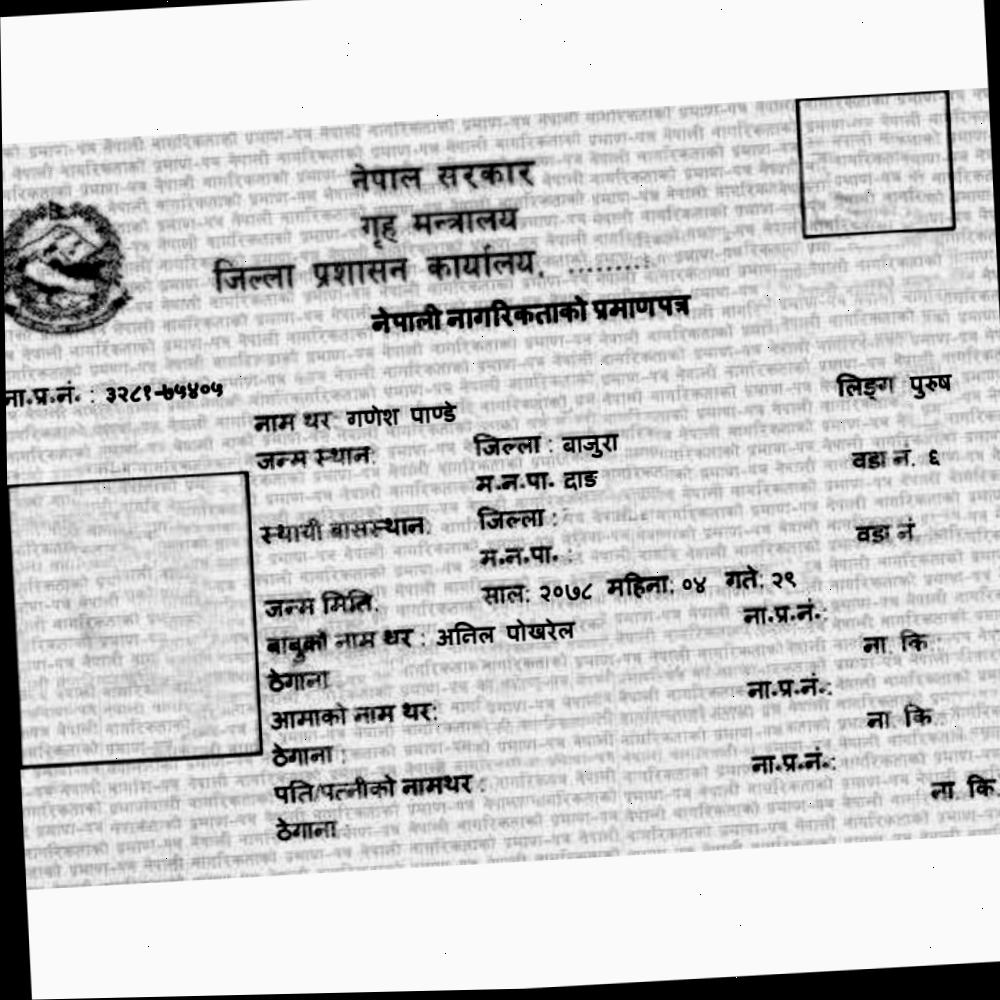 नेपाल सरकार
गृह मन्त्रालय
जिल्ला प्रशासन कार्यालय, .........
नेपाली नागरिकताको प्रमाणपत्र
ना.प्र.नं. : ३२८१-७५४०५
लिङ्ग पुरुष
नाम थर गणेश पाण्डे
जन्म स्थान: जिल्ला : बाजुरा वडा नं. ६
म.न.पा. दाङ
स्थायी बासस्थान: जिल्ला : वडा नं
म.न.पा. :
जन्म मिति: साल: २०७८ महिना: ०४ गते: २९
बाबुको नाम थर : अनिल पोखरेल ना.प्र.नं.:
ठेगाना ना. कि
आमाको नाम थर: ना.प्र.नं.:
ठेगाना : ना कि
पति/पत्नीको नामथर : ना.प्र.नं.:
ठेगाना ना. कि.